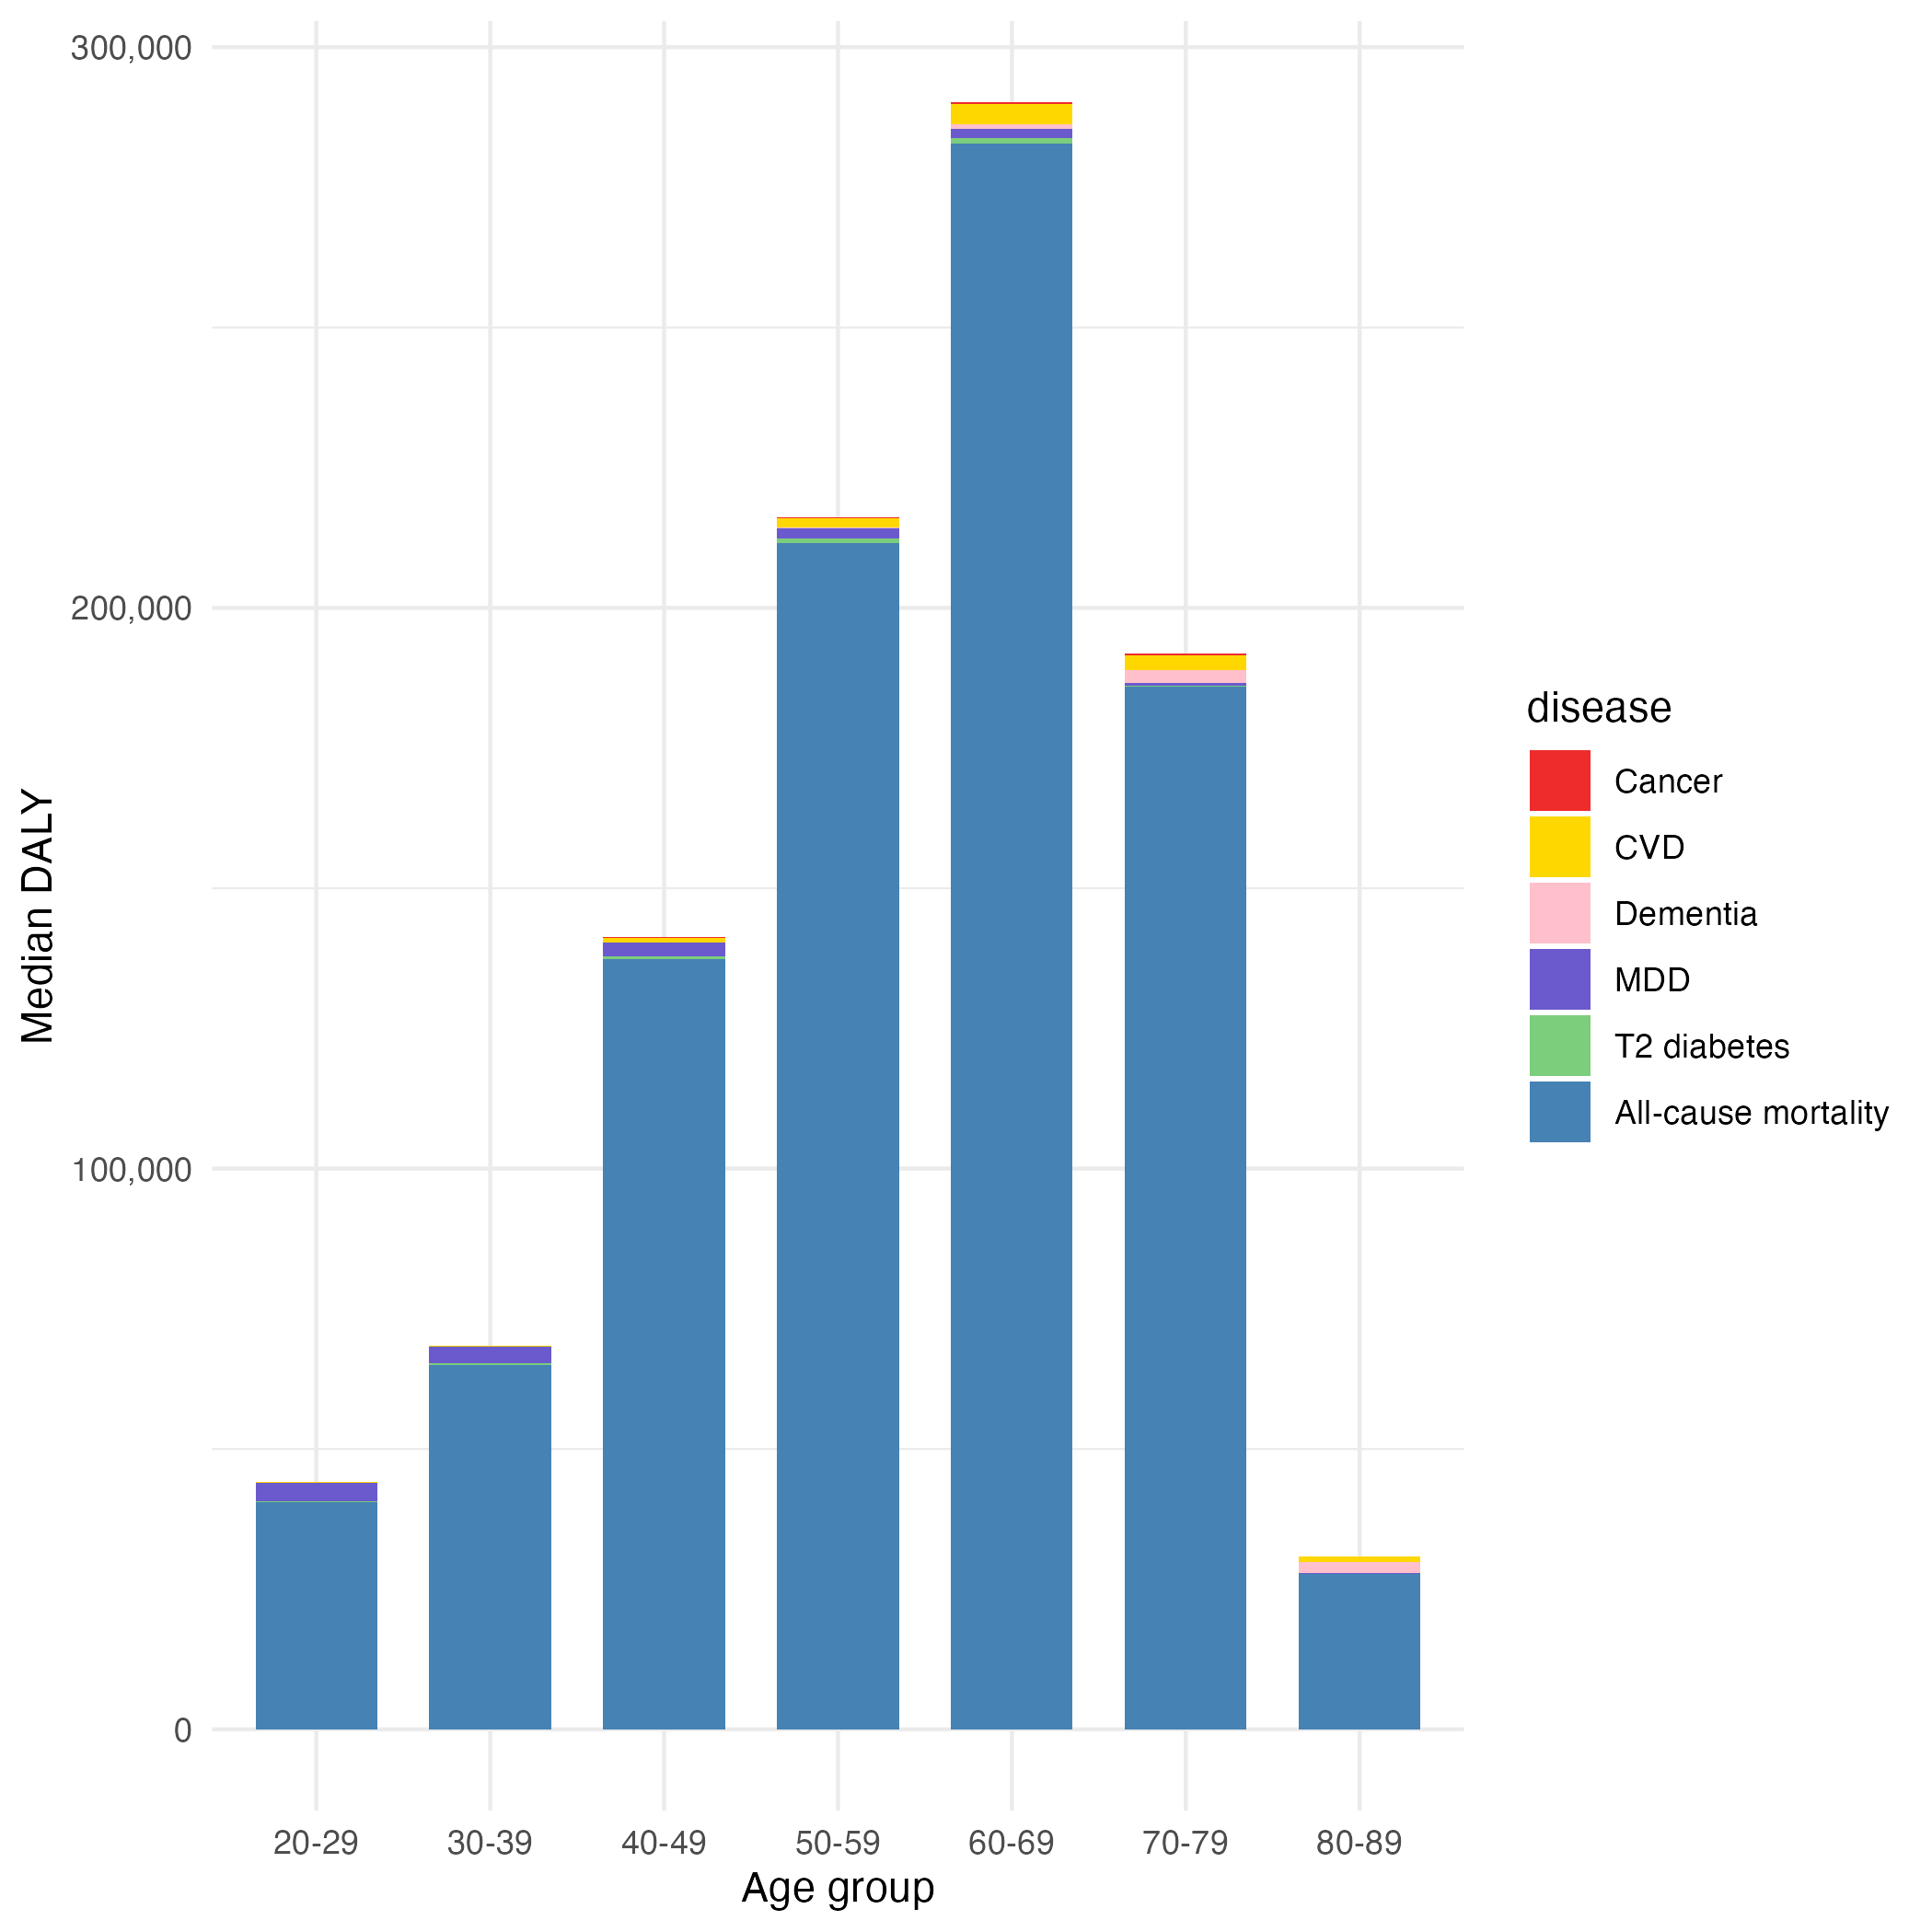 300,000
200,000
100,000
0
Median DALY
20-29
30-39
40-49
50-59
60-69
70-79
80-89
Age group
disease
Cancer
CVD
Dementia
MDD
T2 diabetes
All-cause mortality